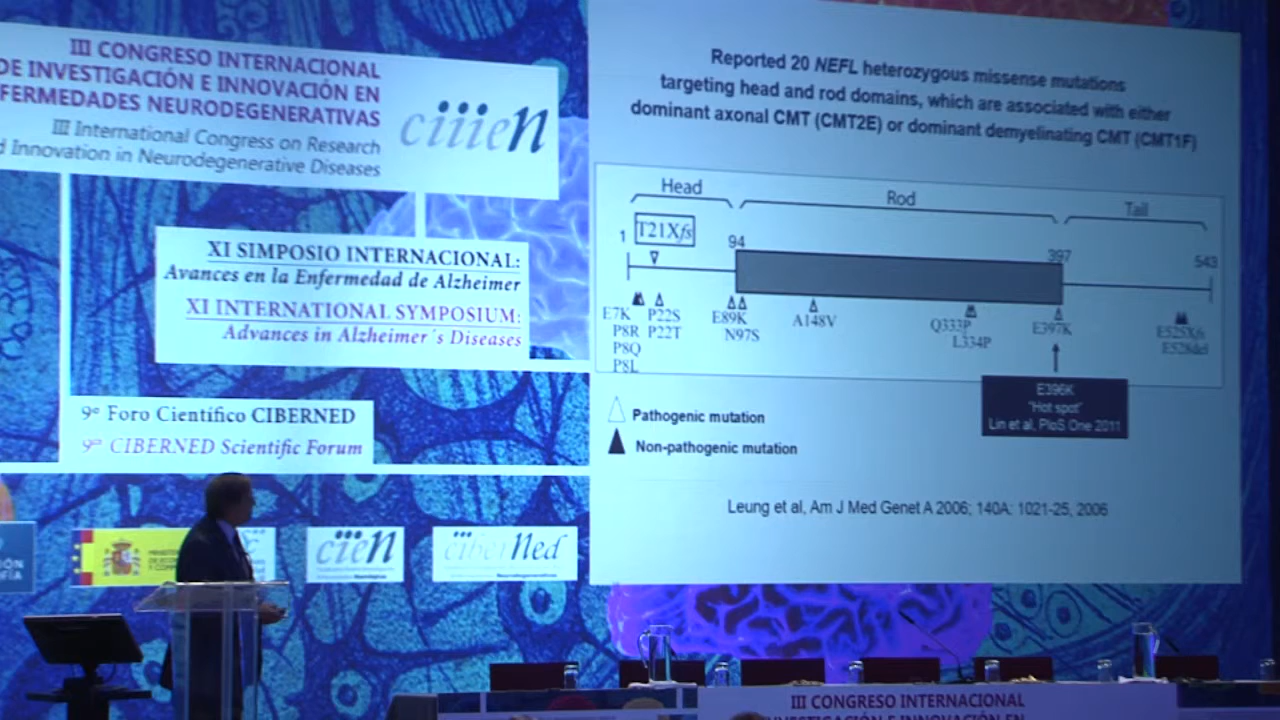 III CONGRESO INTERNACIONAL
DE INVESTIGACIÓN E INNOVACIÓN EN
FERMEDADES NEURODEGENERATIVAS
III International Congress on Research
d Innovation in Neurodegenerative Diseases
ciiien
XI SIMPOSIO INTERNACIONAL:
Avances en la Enfermedad de Alzheimer
XI INTERNATIONAL SYMPOSIUM:
Advances in Alzheimer´s Diseases
9º Foro Científico CIBERNED
9th CIBERNED Scientific Forum
cien
ciberned
Reported 20 NEFL heterozygous missense mutations
targeting head and rod domains, which are associated with either
dominant axonal CMT (CMT2E) or dominant demyelinating CMT (CMT1F)
Head Rod Tail
1 T21Xfs 94 397 543
E7K P22S E89K A148V Q333P E397K
P8R P22T N97S L334P E528del
P8Q
P8L
E396K
"Hot spot"
Lin et al. PloS One 2011
Pathogenic mutation
Non-pathogenic mutation
Leung et al, Am J Med Genet A 2006; 140A: 1021-25, 2006
III CONGRESO INTERNACIONAL